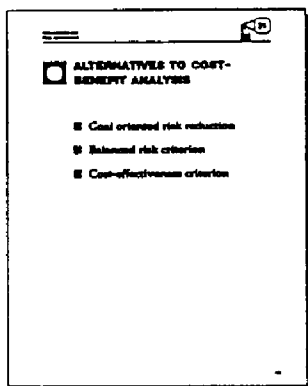 ALTERNATIVES TO COST-
BENEFIT ANALYSIS
Goal oriented risk reduction
Balanced risk criterion
Cost-effectiveness criterion